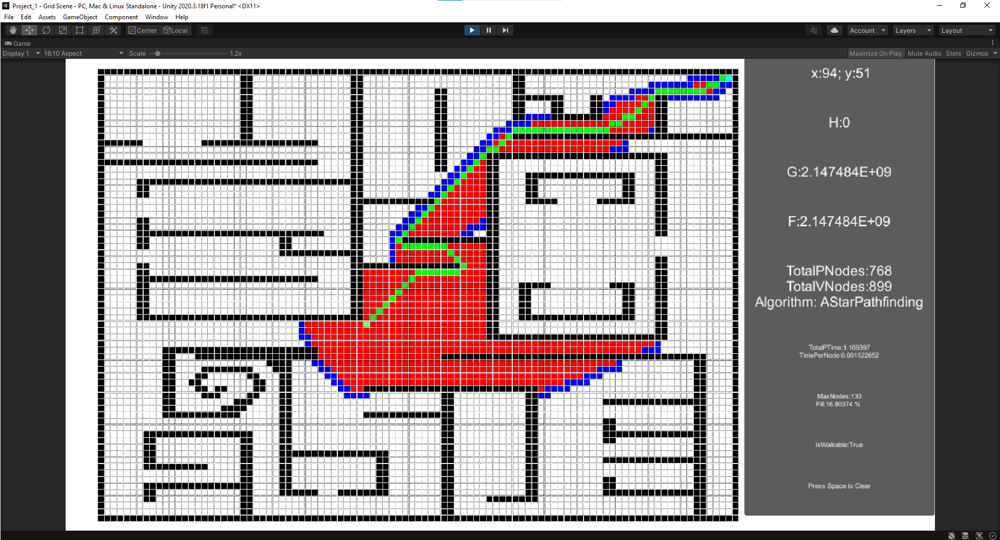 Project_1 - Grid Scene - PC, Mac & Linux Standalone - Unity 2020.3.18f1 Personal* <DX11>
File Edit Assets GameObject Component Window Help
Center Local Account Layers Layout
Game
Display 1 16:10 Aspect Scale 1.2x Maximize On Play Mute Audio Stats Gizmos
x:94; y:51
H:0
G:2.147484E+09
F:2.147484E+09
TotalPNodes:768
TotalVNodes:899
Algorithm: AStarPathfinding
TotalPTime:1.169397
TimePerNode:0.001522652
MaxNodes:133
Fill:16.80374 %
IsWalkable:True
Press Space to Clear